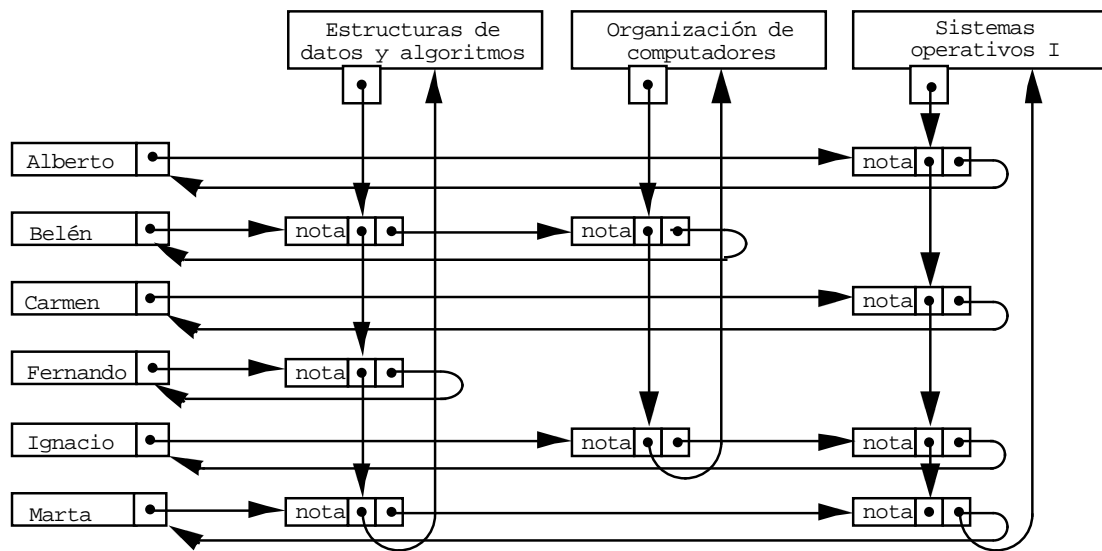 Estructuras de
datos y algoritmos
Organización de
computadores
Sistemas
operativos I
Alberto
nota
Belén
nota
nota
Carmen
nota
Fernando
nota
Ignacio
nota
nota
Marta
nota
nota